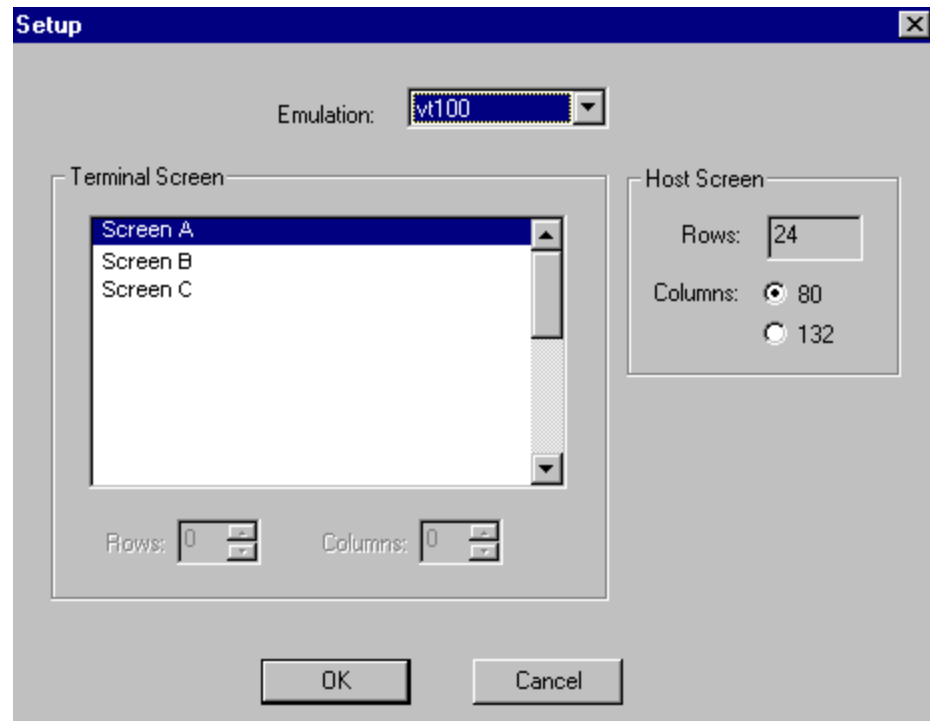 Setup
Emulation: vt100
Terminal Screen
Screen A
Screen B
Screen C
Rows: 0 Columns: 0
Host Screen
Rows: 24
Columns: 80
132
OK Cancel